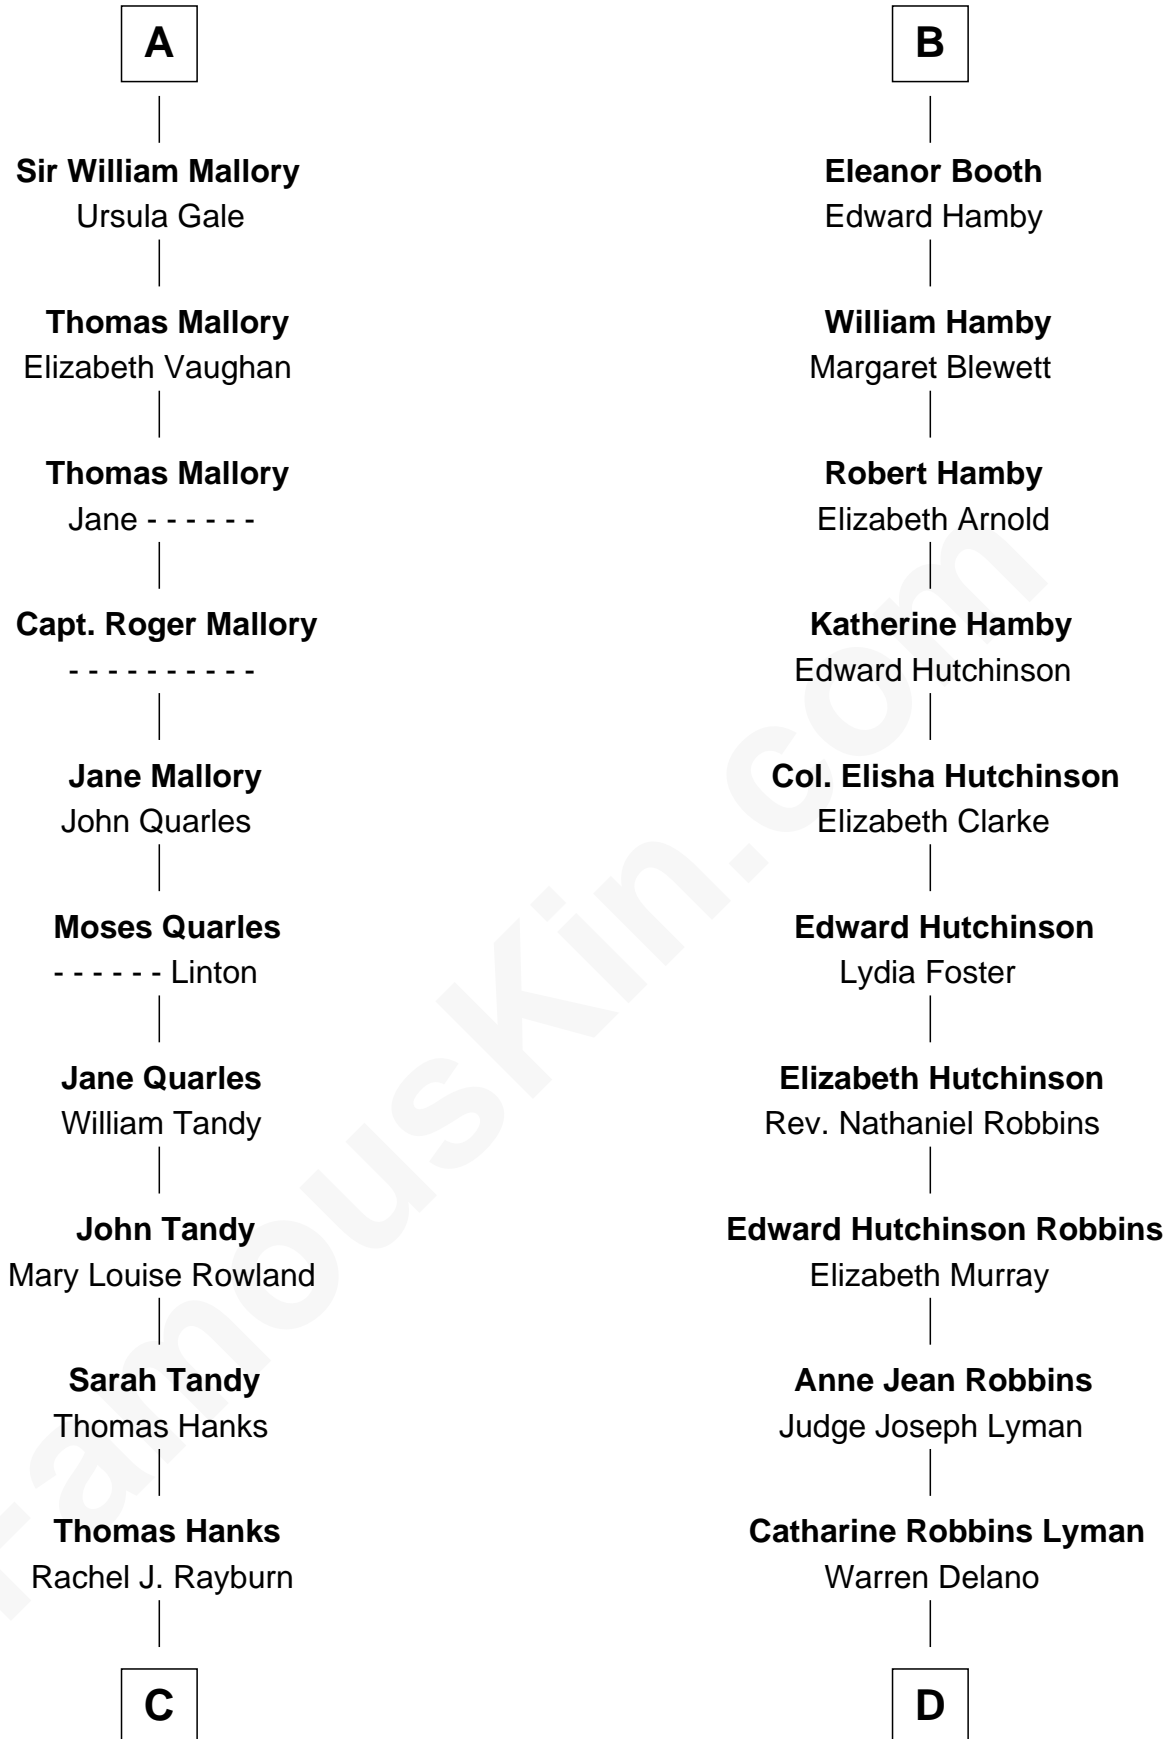 A
Sir William Mallory
Ursula Gale
Thomas Mallory
Elizabeth Vaughan
Thomas Mallory
Jane - - - - - -
Capt. Roger Mallory
- - - - - - - - - -
Jane Mallory
John Quarles
Moses Quarles
- - - - - - Linton
Jane Quarles
William Tandy
John Tandy
Mary Louise Rowland
Sarah Tandy
Thomas Hanks
Thomas Hanks
Rachel J. Rayburn
C
B
Eleanor Booth
Edward Hamby
William Hamby
Margaret Blewett
Robert Hamby
Elizabeth Arnold
Katherine Hamby
Edward Hutchinson
Col. Elisha Hutchinson
Elizabeth Clarke
Edward Hutchinson
Lydia Foster
Elizabeth Hutchinson
Rev. Nathaniel Robbins
Edward Hutchinson Robbins
Elizabeth Murray
Anne Jean Robbins
Judge Joseph Lyman
Catharine Robbins Lyman
Warren Delano
D
FamousKin.com